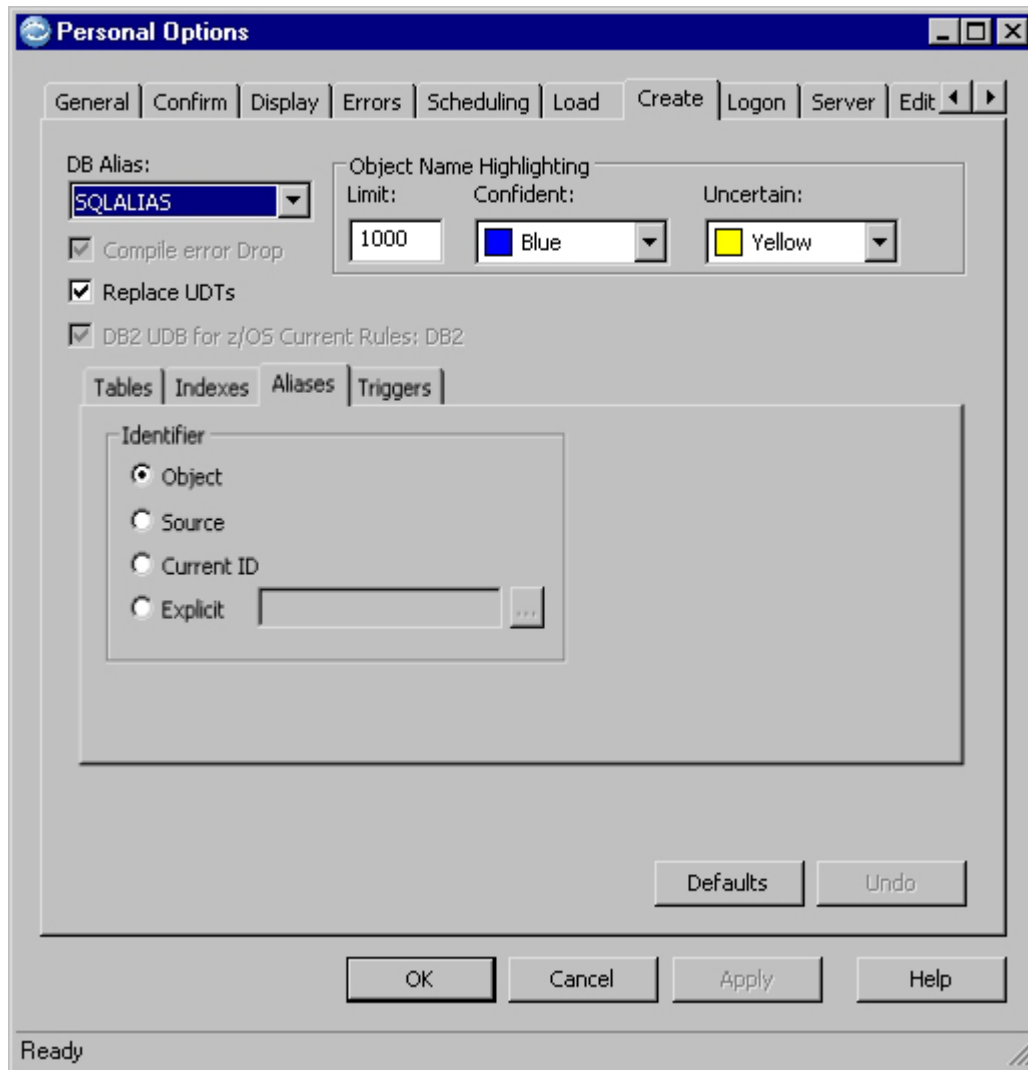 Personal Options
General Confirm Display Errors Scheduling Load Create Logon Server Edit
DB Alias:
SQLALIAS
Object Name Highlighting
Limit: Confident: Uncertain:
1000 Blue Yellow
Compile error Drop
Replace UDTs
DB2 UDB for z/OS Current Rules: DB2
Tables Indexes Aliases Triggers
Identifier
Object
Source
Current ID
Explicit ...
Defaults Undo
OK Cancel Apply Help
Ready